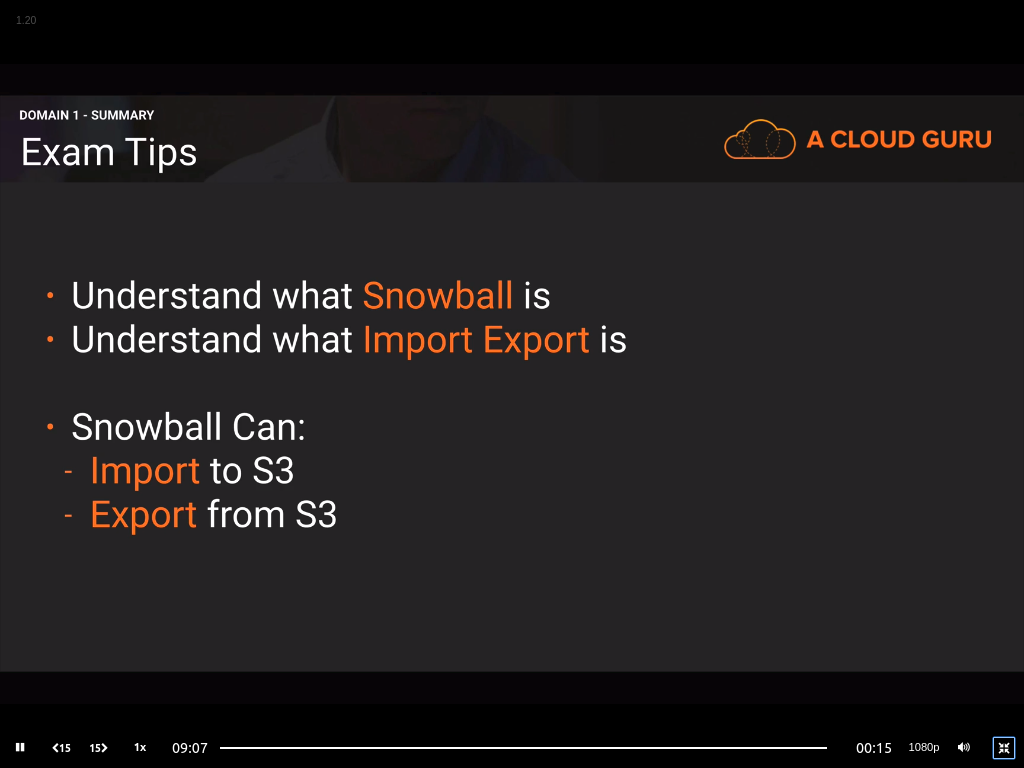 1.20
DOMAIN 1 - SUMMARY
Exam Tips
A CLOUD GURU
• Understand what Snowball is
• Understand what Import Export is
• Snowball Can:
- Import to S3
- Export from S3
15 15 1x 09:07 00:15 1080p